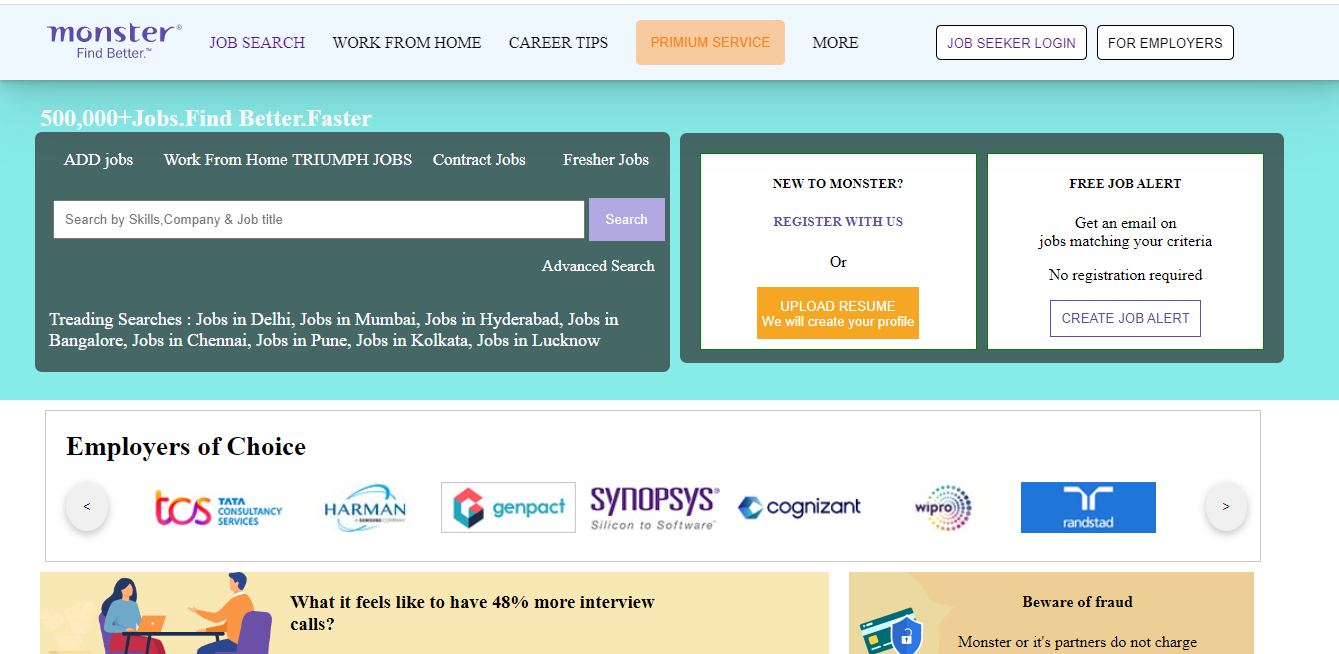 monster®
Find Better.™
JOB SEARCH
WORK FROM HOME
CAREER TIPS
PRIMIUM SERVICE
MORE
JOB SEEKER LOGIN
FOR EMPLOYERS
500,000+Jobs.Find Better.Faster
ADD jobs
Work From Home TRIUMPH JOBS
Contract Jobs
Fresher Jobs
Search by Skills,Company & Job title
Search
Advanced Search
Treading Searches : Jobs in Delhi, Jobs in Mumbai, Jobs in Hyderabad, Jobs in
Bangalore, Jobs in Chennai, Jobs in Pune, Jobs in Kolkata, Jobs in Lucknow
NEW TO MONSTER?
REGISTER WITH US
Or
UPLOAD RESUME
We will create your profile
FREE JOB ALERT
Get an email on
jobs matching your criteria
No registration required
CREATE JOB ALERT
Employers of Choice
<
tcs
TATA
CONSULTANCY
SERVICES
HARMAN
A SAMSUNG COMPANY
genpact
SYNOPSYS®
Silicon to Software™
cognizant
wipro
randstad
>
What it feels like to have 48% more interview
calls?
Beware of fraud
Monster or it's partners do not charge